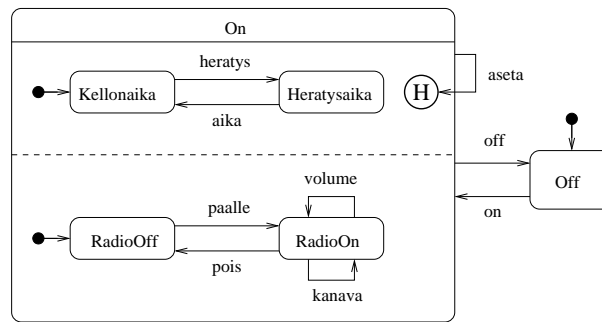 On
heratys
Kellonaika
Heratysaika
H
aseta
aika
off
Off
on
volume
paalle
RadioOff
RadioOn
pois
kanava